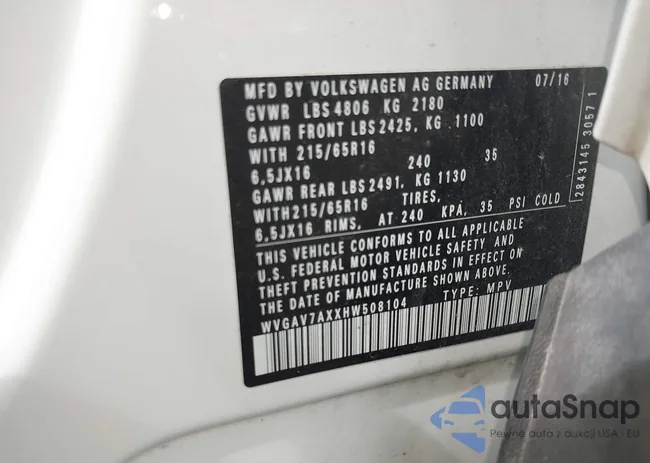 MFD BY VOLKSWAGEN AG GERMANY 07/16
GVWR LBS 4806 KG 2180
GAWR FRONT LBS 2425, KG 1100
WITH 215/65R16
6,5JX16 240 35
GAWR REAR LBS 2491, KG 1130
WITH 215/65R16 TIRES,
6,5JX16 RIMS, AT 240 KPA, 35 PSI COLD
THIS VEHICLE CONFORMS TO ALL APPLICABLE
U.S. FEDERAL MOTOR VEHICLE SAFETY AND
THEFT PREVENTION STANDARDS IN EFFECT ON
THE DATE OF MANUFACTURE SHOWN ABOVE.
WVGAV7AXXHW508104 TYPE: MPV
2843145 3057 1
autoSnap
Pewne auta z aukcji USA - EU